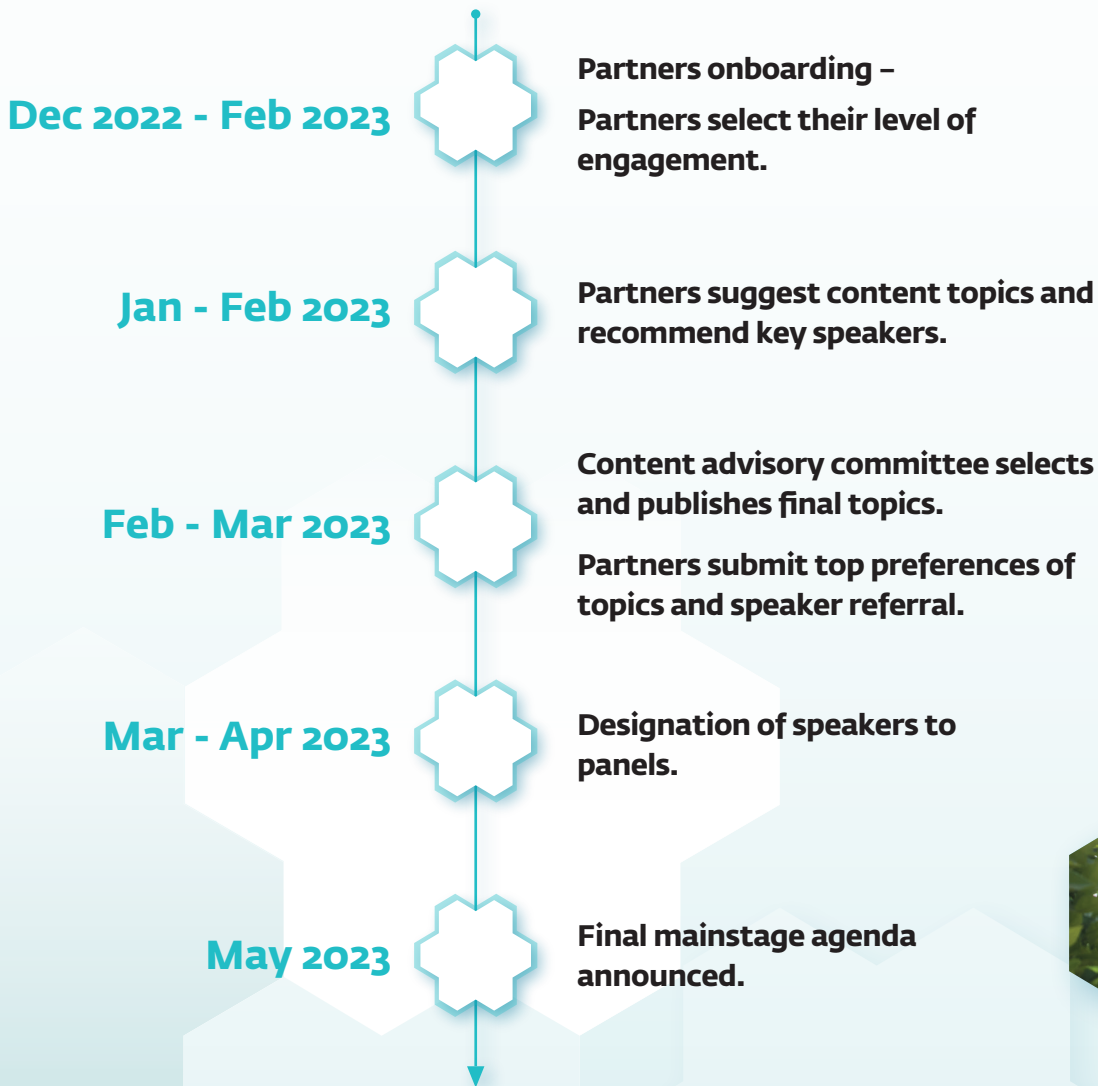 Dec 2022 - Feb 2023
Partners onboarding –
Partners select their level of
engagement.
Jan - Feb 2023
Partners suggest content topics and
recommend key speakers.
Feb - Mar 2023
Content advisory committee selects
and publishes final topics.
Partners submit top preferences of
topics and speaker referral.
Mar - Apr 2023
Designation of speakers to
panels.
May 2023
Final mainstage agenda
announced.